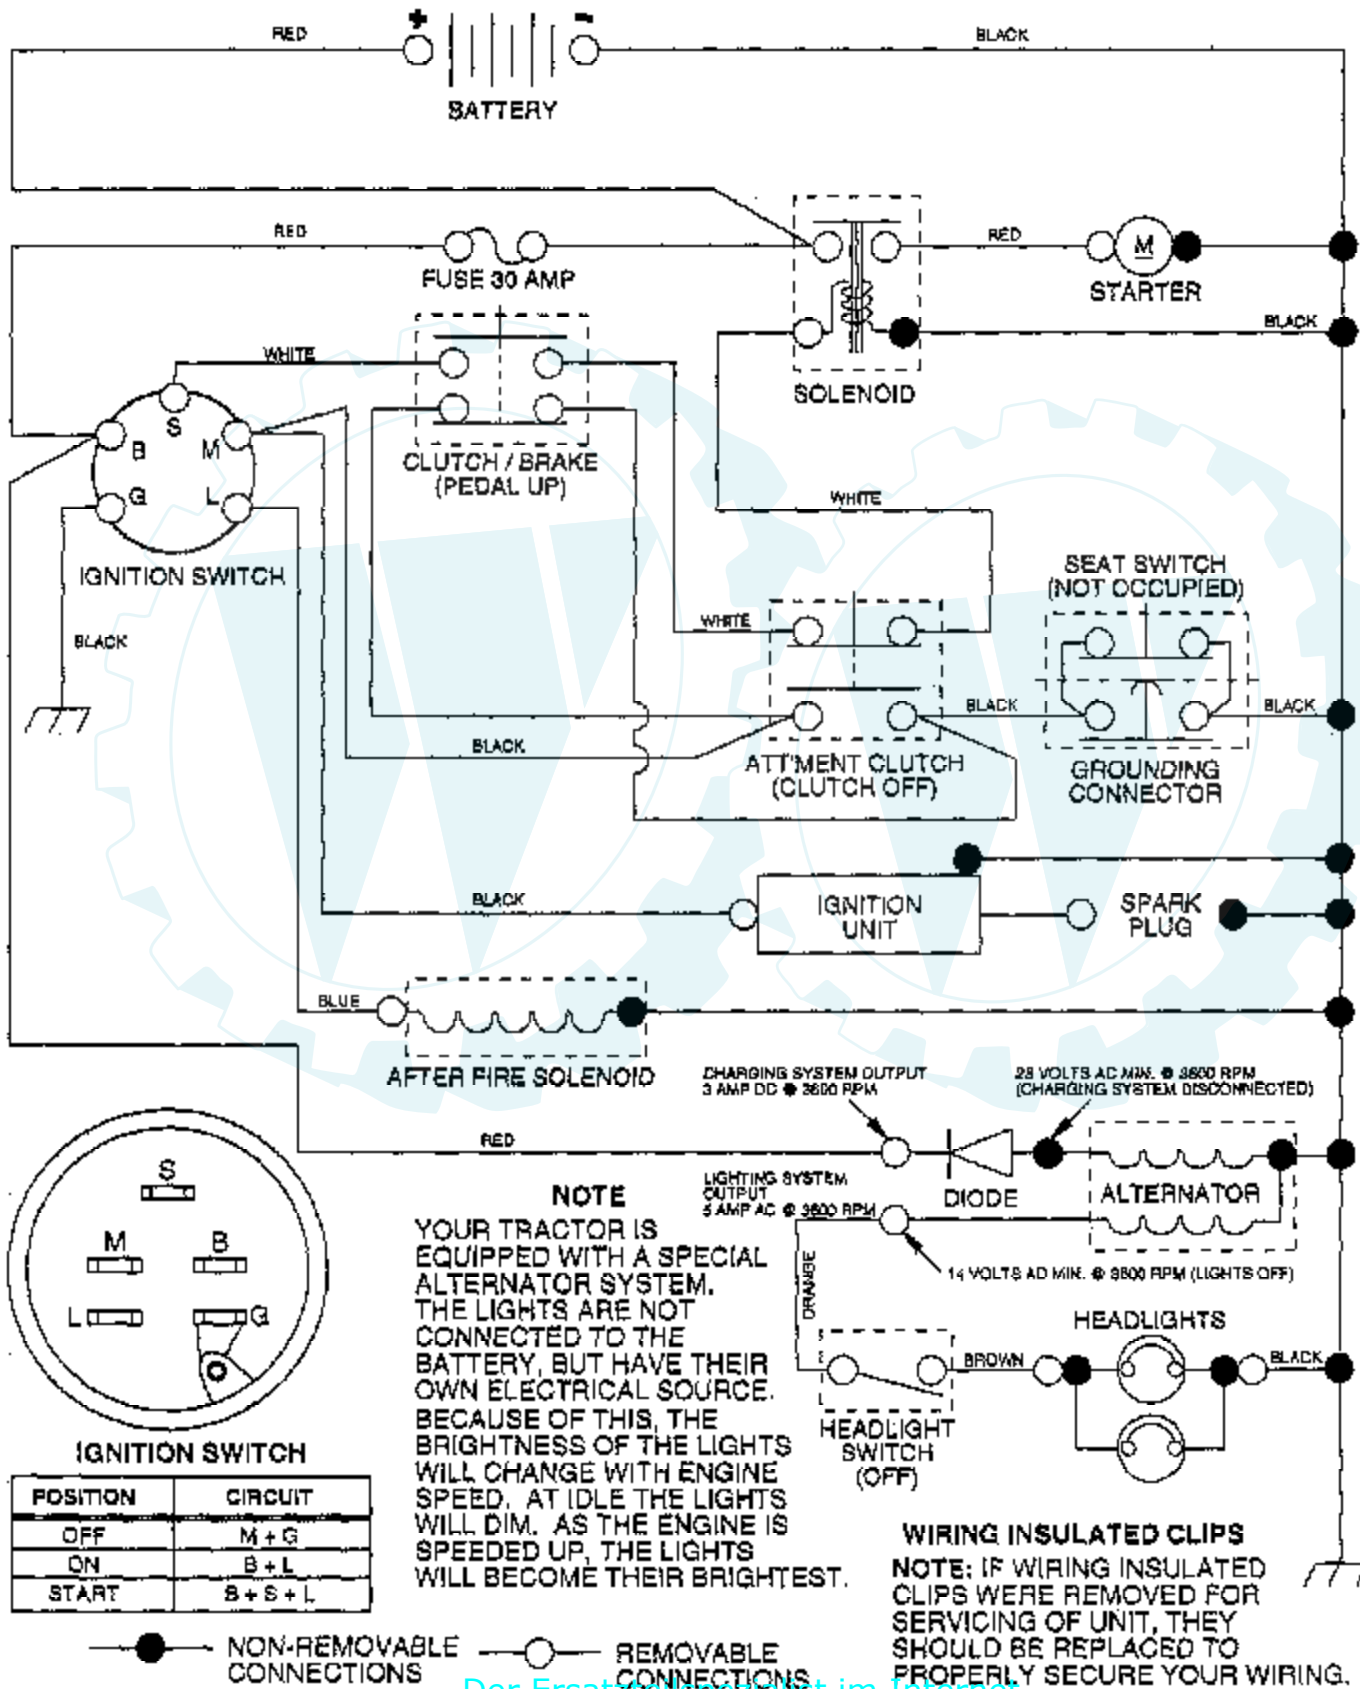 + -
RED
BLACK
BATTERY
RED
RED
M
FUSE 30 AMP
STARTER
BLACK
WHITE
SOLENOID
S
B
M
CLUTCH / BRAKE
(PEDAL UP)
G
L
WHITE
IGNITION SWITCH
SEAT SWITCH
(NOT OCCUPIED)
WHITE
BLACK
BLACK
BLACK
BLACK
ATT'MENT CLUTCH
(CLUTCH OFF)
GROUNDING
CONNECTOR
BLACK
IGNITION
UNIT
SPARK
PLUG
BLUE
AFTER FIRE SOLENOID
CHARGING SYSTEM OUTPUT
3 AMP DC @ 3600 RPM
28 VOLTS AC MIN. @ 3600 RPM
(CHARGING SYSTEM DISCONNECTED)
RED
DIODE
ALTERNATOR
LIGHTING SYSTEM
OUTPUT
5 AMP AC @ 3600 RPM
14 VOLTS AD MIN. @ 3600 RPM (LIGHTS OFF)
ORANGE
HEADLIGHTS
BROWN
BLACK
HEADLIGHT
SWITCH
(OFF)
S
M
B
L
G
IGNITION SWITCH
POSITION CIRCUIT
OFF M + G
ON B + L
START B + S + L
NOTE
YOUR TRACTOR IS
EQUIPPED WITH A SPECIAL
ALTERNATOR SYSTEM.
THE LIGHTS ARE NOT
CONNECTED TO THE
BATTERY, BUT HAVE THEIR
OWN ELECTRICAL SOURCE.
BECAUSE OF THIS, THE
BRIGHTNESS OF THE LIGHTS
WILL CHANGE WITH ENGINE
SPEED. AT IDLE THE LIGHTS
WILL DIM. AS THE ENGINE IS
SPEEDED UP, THE LIGHTS
WILL BECOME THEIR BRIGHTEST.
WIRING INSULATED CLIPS
NOTE: IF WIRING INSULATED
CLIPS WERE REMOVED FOR
SERVICING OF UNIT, THEY
SHOULD BE REPLACED TO
PROPERLY SECURE YOUR WIRING.
NON-REMOVABLE
CONNECTIONS
REMOVABLE
CONNECTIONS
Der Ersatzteilspezialist im Internet